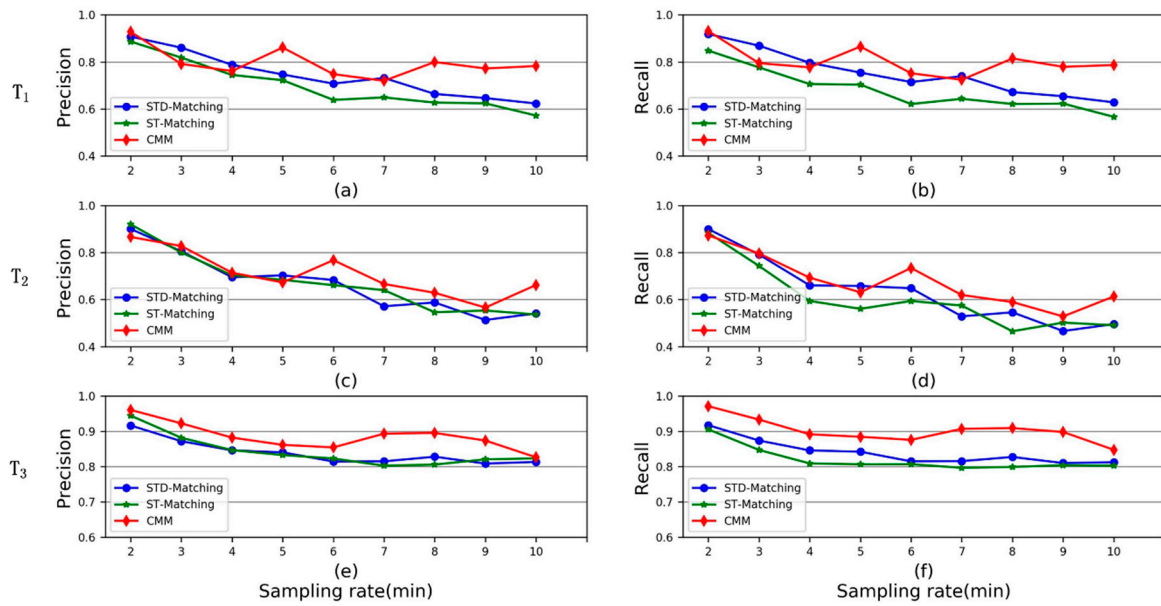 T1
Precision
1.0
0.8
0.6
0.4
STD-Matching
ST-Matching
CMM
2 3 4 5 6 7 8 9 10
(a)
Recall
1.0
0.8
0.6
0.4
STD-Matching
ST-Matching
CMM
2 3 4 5 6 7 8 9 10
(b)
T2
Precision
1.0
0.8
0.6
0.4
STD-Matching
ST-Matching
CMM
2 3 4 5 6 7 8 9 10
(c)
Recall
1.0
0.8
0.6
0.4
STD-Matching
ST-Matching
CMM
2 3 4 5 6 7 8 9 10
(d)
T3
Precision
1.0
0.9
0.8
0.7
0.6
STD-Matching
ST-Matching
CMM
2 3 4 5 6 7 8 9 10
(e)
Sampling rate(min)
Recall
1.0
0.9
0.8
0.7
0.6
STD-Matching
ST-Matching
CMM
2 3 4 5 6 7 8 9 10
(f)
Sampling rate(min)